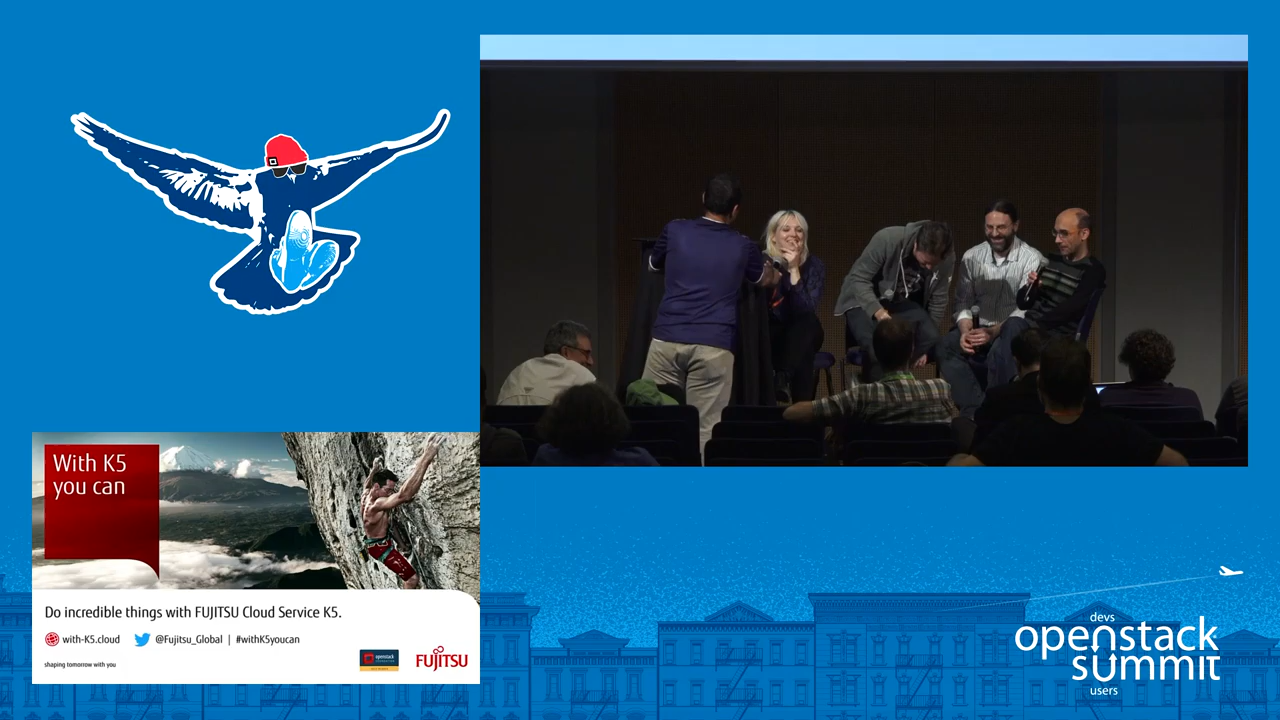 With K5
you can
Do incredible things with FUJITSU Cloud Service K5.
with-K5.cloud @Fujitsu_Global | #withK5youcan
shaping tomorrow with you
openstack
FUJITSU
devs
openstack
summit
users